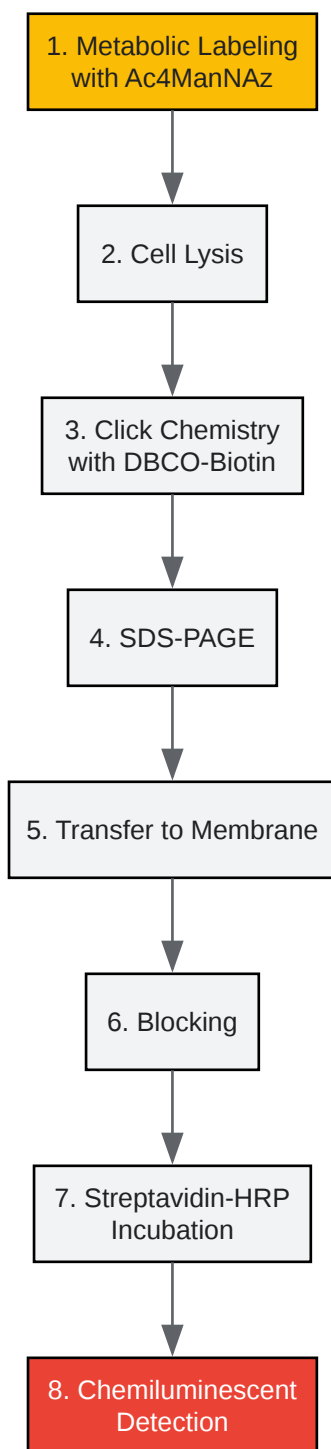 1. Metabolic Labeling
with Ac4ManNAz
2. Cell Lysis
3. Click Chemistry
with DBCO-Biotin
4. SDS-PAGE
5. Transfer to Membrane
6. Blocking
7. Streptavidin-HRP
Incubation
8. Chemiluminescent
Detection